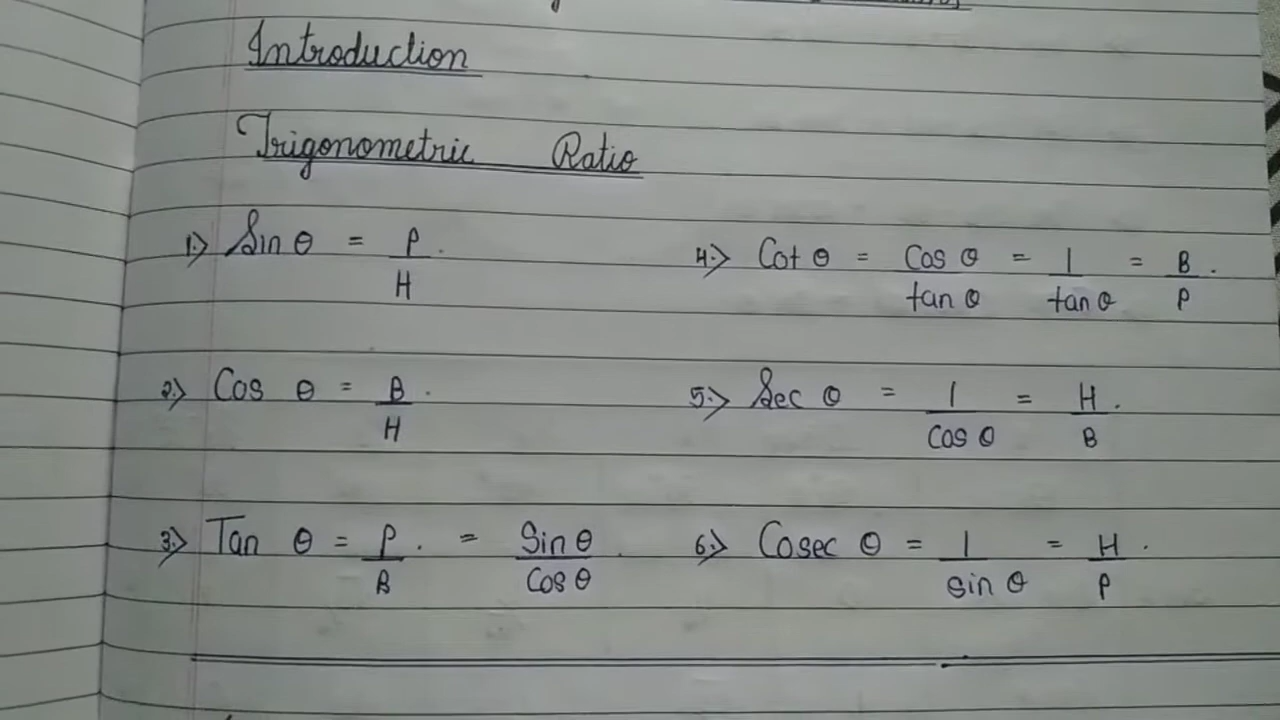 Introduction
Trigonometric Ratio
1.> Sin θ = P/H.
4.> Cot θ = Cos θ/tan θ = 1/tan θ = B/P.
2.> Cos θ = B/H.
5.> Sec θ = 1/cos θ = H/B.
3.> Tan θ = P/B. = Sin θ/Cos θ.
6.> Cosec θ = 1/sin θ = H/P.